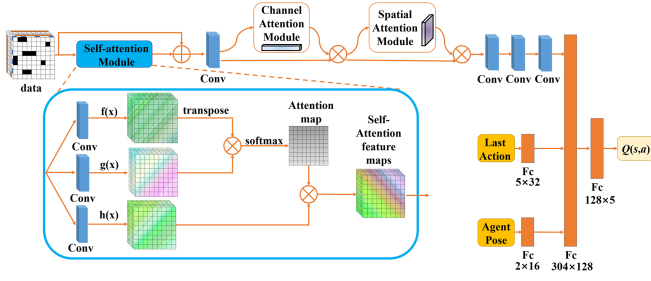 data
Self-attention
Module
Conv
Channel
Attention
Module
Spatial
Attention
Module
Conv
Conv
Conv
f(x)
transpose
Conv
g(x)
Conv
h(x)
Conv
softmax
Attention
map
Self-
Attention
feature
maps
Last
Action
Fc
5×32
Agent
Pose
Fc
2×16
Fc
304×128
Fc
128×5
Q(s,a)